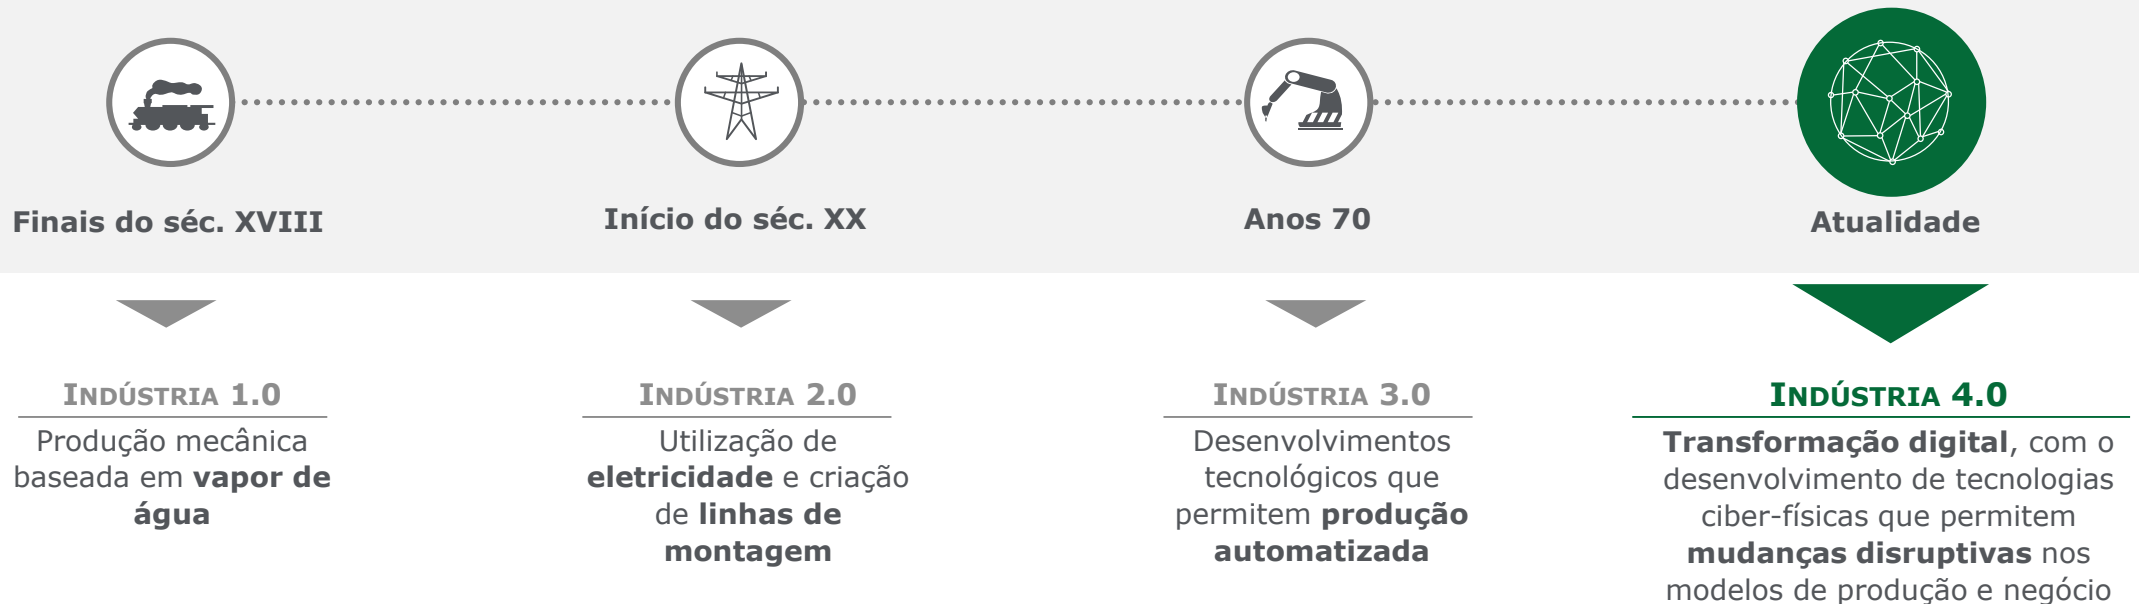 Finais do séc. XVIII
Início do séc. XX
Anos 70
Atualidade
INDÚSTRIA 1.0
Produção mecânica
baseada em vapor de
água
INDÚSTRIA 2.0
Utilização de
eletricidade e criação
de linhas de
montagem
INDÚSTRIA 3.0
Desenvolvimentos
tecnológicos que
permitem produção
automatizada
INDÚSTRIA 4.0
Transformação digital, com o
desenvolvimento de tecnologias
ciber-físicas que permitem
mudanças disruptivas nos
modelos de produção e negócio